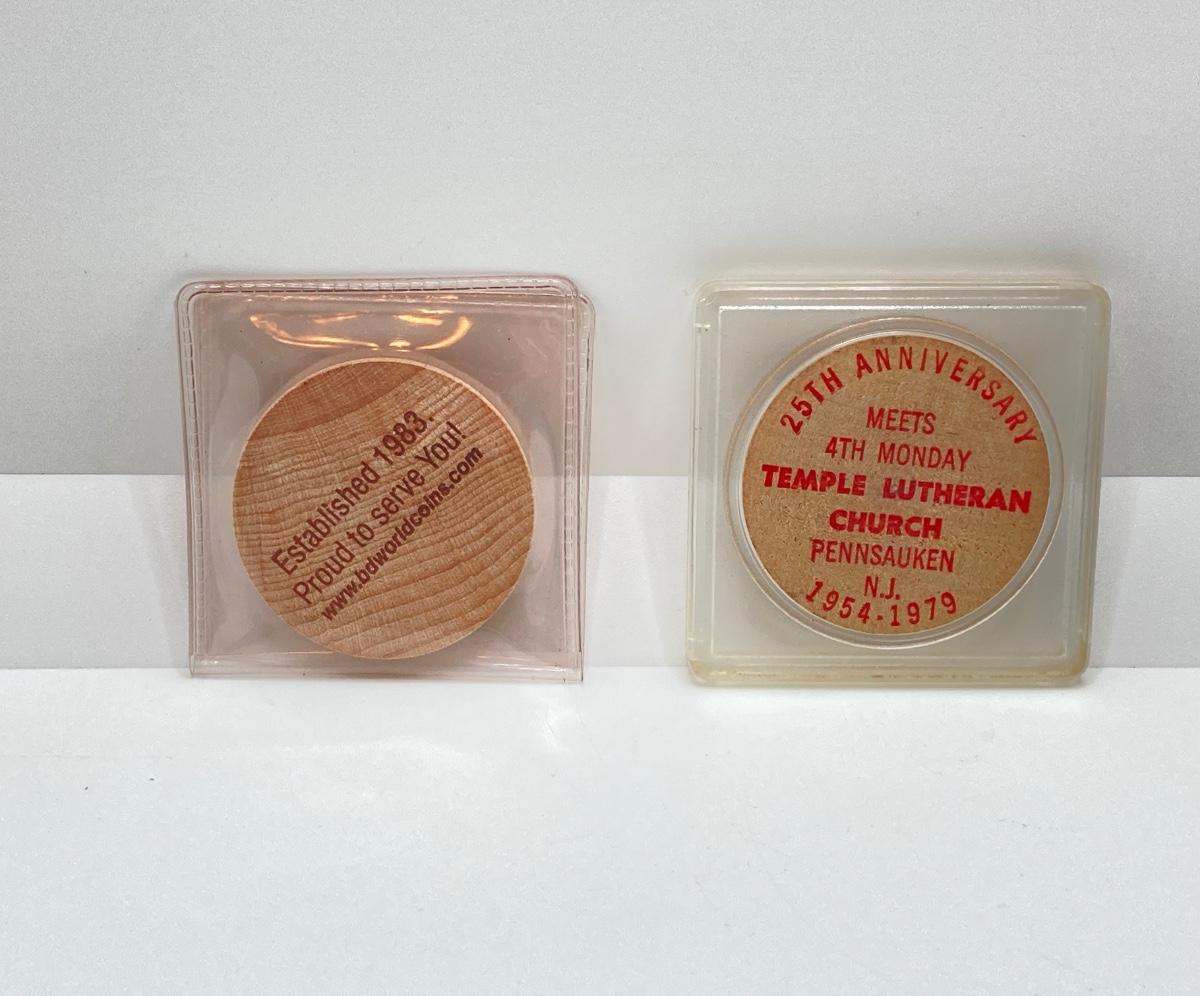 Established 1983.
Proud to serve You!
www.bdworldcoins.com
25TH ANNIVERSARY
MEETS
4TH MONDAY
TEMPLE LUTHERAN
CHURCH
PENNSAUKEN
N.J.
1954-1979